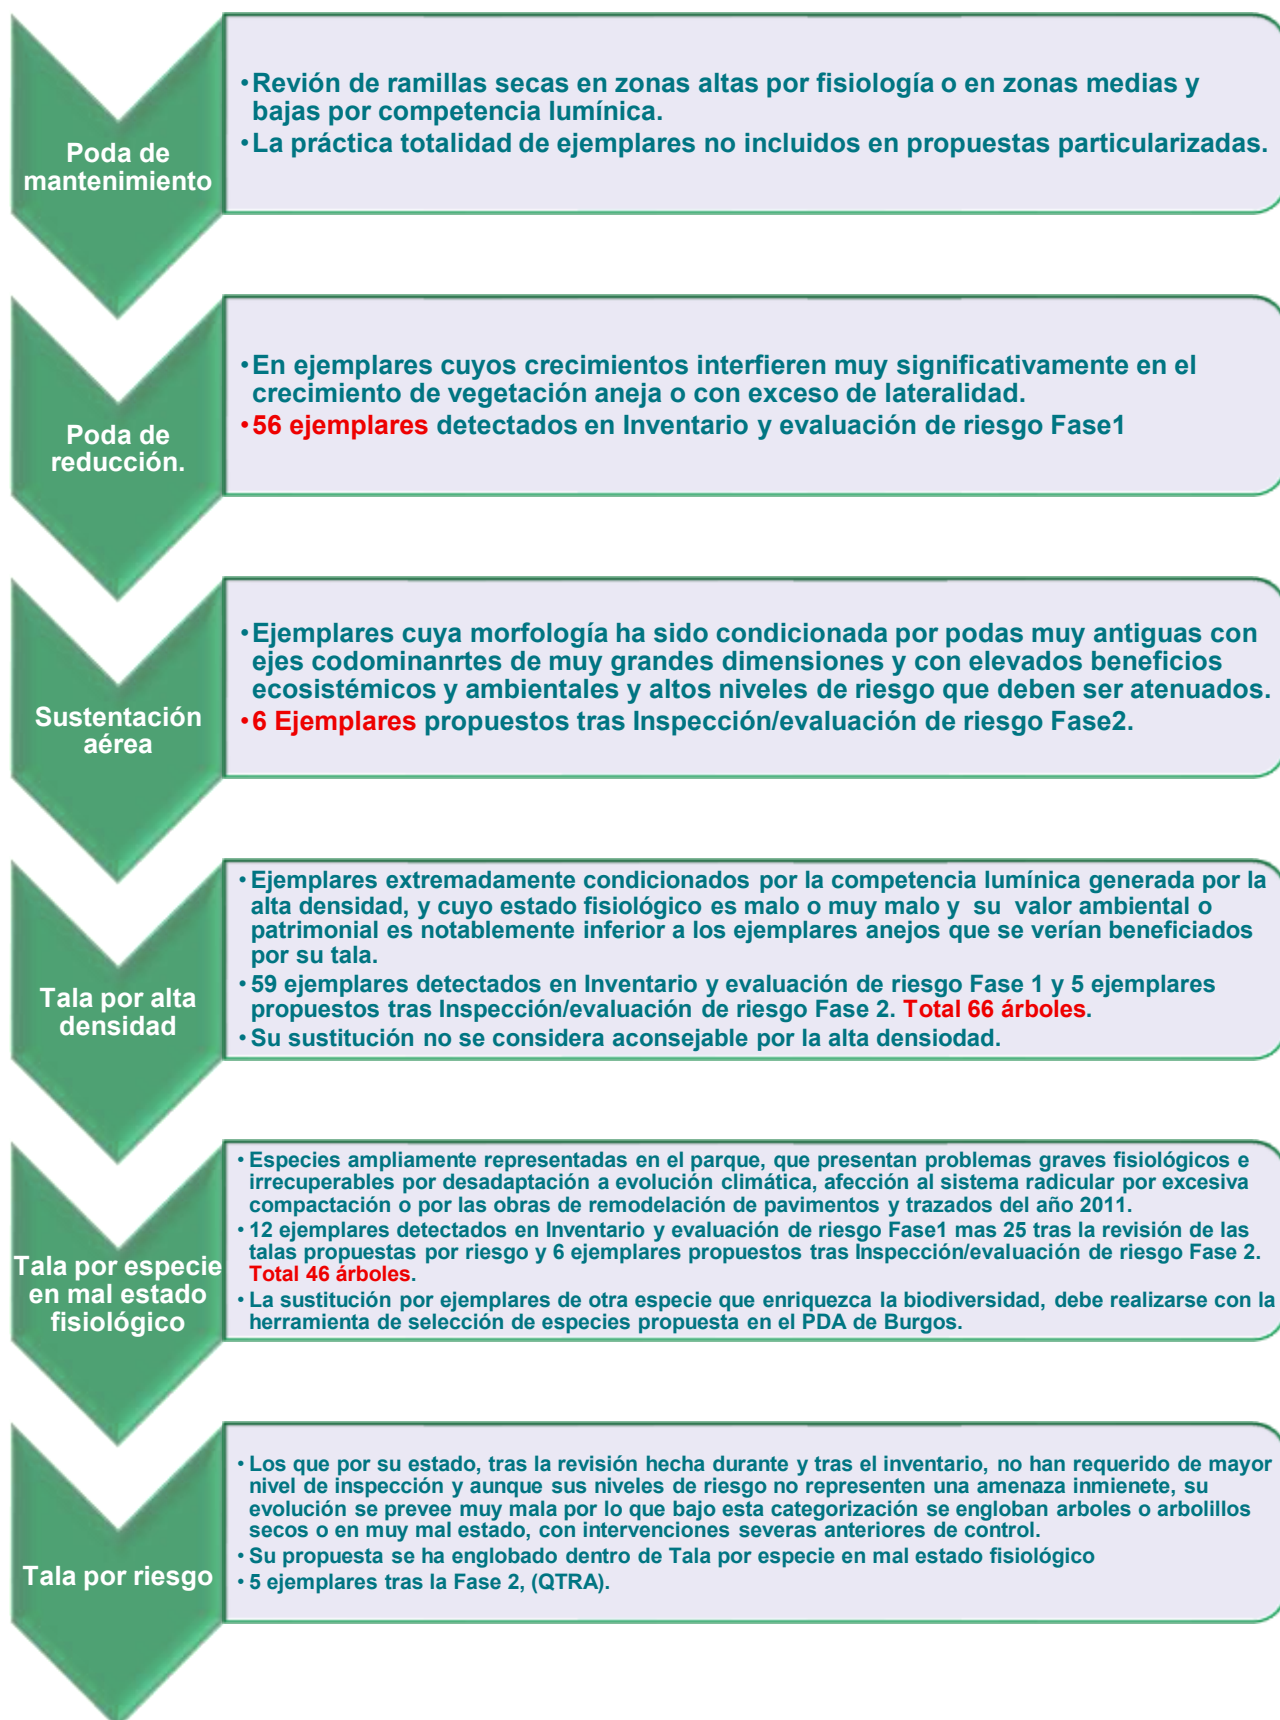 Poda de
mantenimiento
• Revión de ramillas secas en zonas altas por fisiología o en zonas medias y
bajas por competencia lumínica.
• La práctica totalidad de ejemplares no incluidos en propuestas particularizadas.
Poda de
reducción.
• En ejemplares cuyos crecimientos interfieren muy significativamente en el
crecimiento de vegetación aneja o con exceso de lateralidad.
• 56 ejemplares detectados en Inventario y evaluación de riesgo Fase1
Sustentación
aérea
• Ejemplares cuya morfología ha sido condicionada por podas muy antiguas con
ejes codominanrtes de muy grandes dimensiones y con elevados beneficios
ecosistémicos y ambientales y altos niveles de riesgo que deben ser atenuados.
• 6 Ejemplares propuestos tras Inspección/evaluación de riesgo Fase2.
Tala por alta
densidad
• Ejemplares extremadamente condicionados por la competencia lumínica generada por la
alta densidad, y cuyo estado fisiológico es malo o muy malo y su valor ambiental o
patrimonial es notablemente inferior a los ejemplares anejos que se verían beneficiados
por su tala.
• 59 ejemplares detectados en Inventario y evaluación de riesgo Fase 1 y 5 ejemplares
propuestos tras Inspección/evaluación de riesgo Fase 2. Total 66 árboles.
• Su sustitución no se considera aconsejable por la alta densiodad.
Tala por especie
en mal estado
fisiológico
• Especies ampliamente representadas en el parque, que presentan problemas graves fisiológicos e
irrecuperables por desadaptación a evolución climática, afección al sistema radicular por excesiva
compactación o por las obras de remodelación de pavimentos y trazados del año 2011.
• 12 ejemplares detectados en Inventario y evaluación de riesgo Fase1 mas 25 tras la revisión de las
talas propuestas por riesgo y 6 ejemplares propuestos tras Inspección/evaluación de riesgo Fase 2.
Total 46 árboles.
• La sustitución por ejemplares de otra especie que enriquezca la biodiversidad, debe realizarse con la
herramienta de selección de especies propuesta en el PDA de Burgos.
Tala por riesgo
• Los que por su estado, tras la revisión hecha durante y tras el inventario, no han requerido de mayor
nivel de inspección y aunque sus niveles de riesgo no representen una amenaza inmienete, su
evolución se prevee muy mala por lo que bajo esta categorización se engloban arboles o arbolillos
secos o en muy mal estado, con intervenciones severas anteriores de control.
• Su propuesta se ha englobado dentro de Tala por especie en mal estado fisiológico
• 5 ejemplares tras la Fase 2, (QTRA).